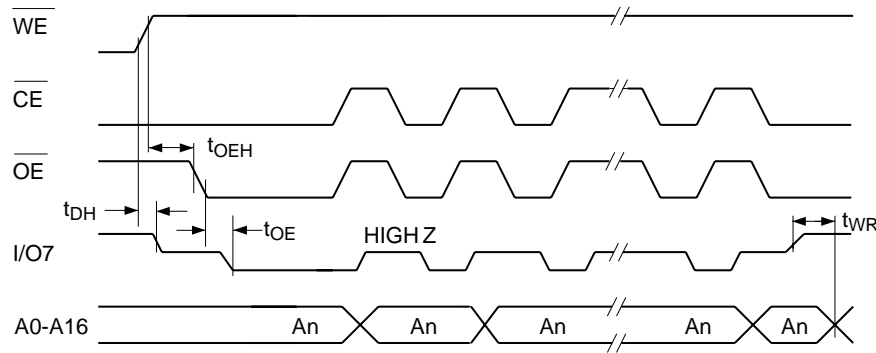 WE
CE
tOEH
OE
tDH
tOE
HIGH Z
tWR
I/O7
A0-A16 An An An An An